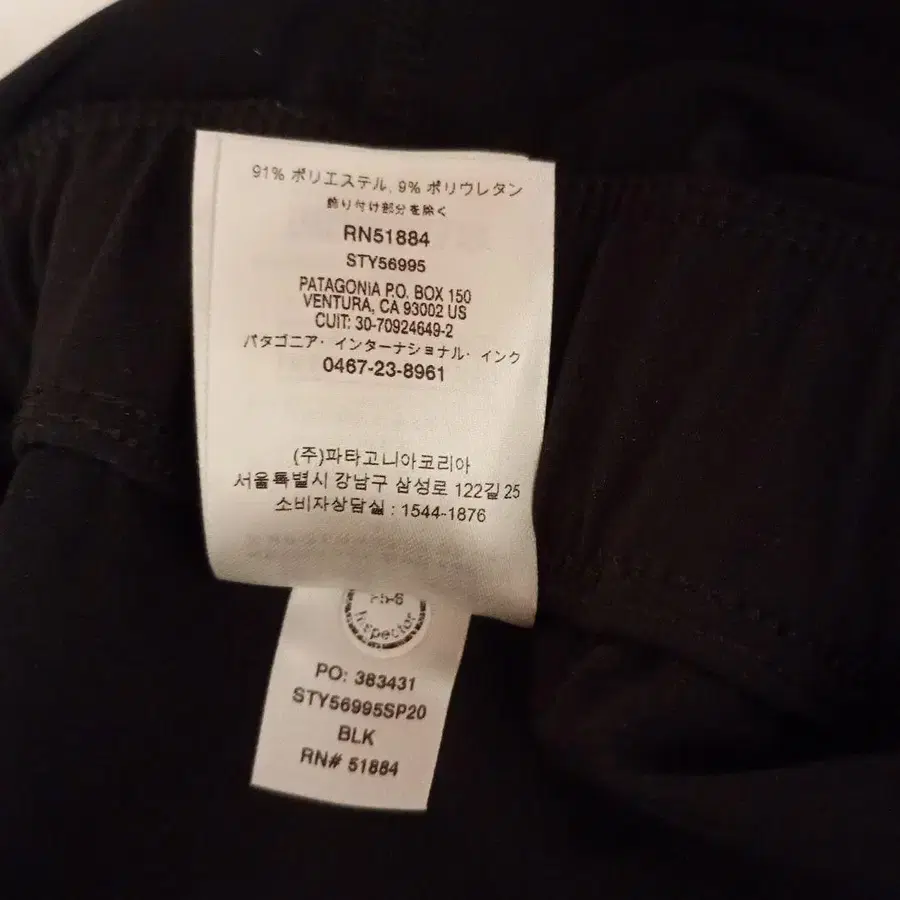 91% ポリエステル, 9% ポリウレタン
飾り付け部分を除く
RN51884
STY56995
PATAGONIA P.O. BOX 150
VENTURA, CA 93002 US
CUIT: 30-70924649-2
パタゴニア・インターナショナル・インク
0467-23-8961
(주)파타고니아코리아
서울특별시 강남구 삼성로 122길 25
소비자상담실 : 1544-1876
Inspector
PO: 383431
STY56995SP20
BLK
RN# 51884